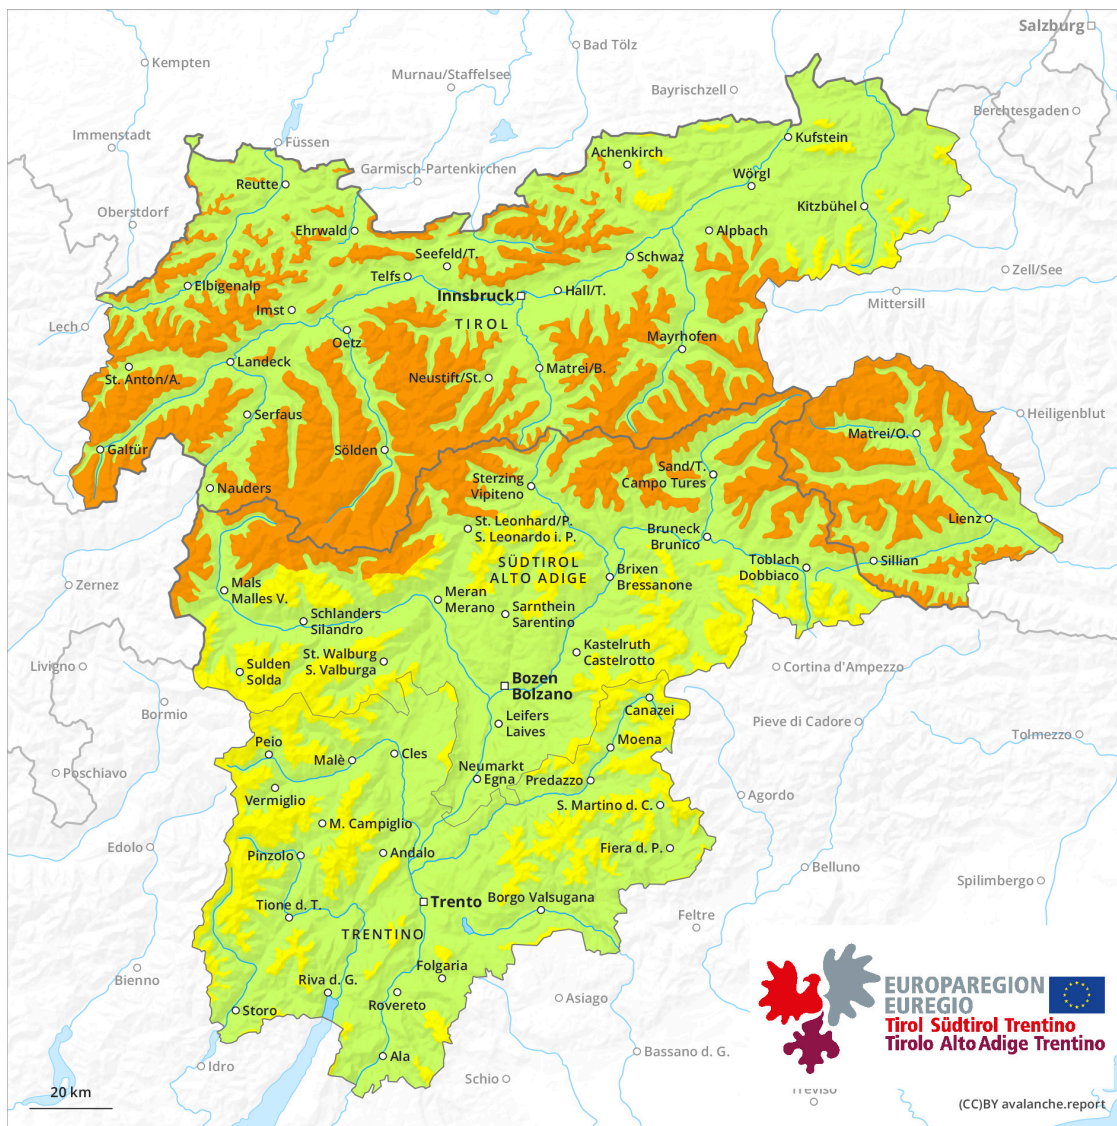 Salzburg
Bad Tölz
Kempten
Murnau/Staffelsee
Bayrischzell
Berchtesgaden
Immenstadt
Füssen
Kufstein
Achenkirch
Garmisch-Partenkirchen
Wörgl
Reutte
Kitzbühel
Oberstdorf
Ehrwald
Alpbach
Seefeld/T.
Schwaz
Zell/See
Telfs
Elbigenalp
Innsbruck
Hall/T.
Mittersill
Imst
TIROL
Lech
Oetz
Mayrhofen
Landeck
Matrei/B.
St. Anton/A.
Neustift/St.
Serfaus
Heiligenblut
Matrei/O.
Galtür
Sölden
Sand/T.
Campo Tures
Sterzing
Vipiteno
Nauders
Lienz
St. Leonhard/P.
S. Leonardo i. P.
Bruneck
Brunico
SÜDTIROL
ALTO ADIGE
Toblach
Dobbiaco
Sillian
Brixen
Bressanone
Zernez
Mals
Malles V.
Meran
Merano
Schlanders
Silandro
Sarnthein
Sarentino
Kastelruth
Castelrotto
St. Walburg
S. Valburga
Livigno
Sulden
Solda
Cortina d'Ampezzo
Bozen
Bolzano
Bormio
Canazei
Leifers
Laives
Pieve di Cadore
Tolmezzo
Moena
Peio
Cles
Malè
Neumarkt
Egna
Predazzo
Poschiavo
Vermiglio
Agordo
S. Martino d. C.
M. Campiglio
Edolo
Pinzolo
Andalo
Fiera d. P.
Belluno
Spilimbergo
Trento
Borgo Valsugana
Tione d. T.
Feltre
TRENTINO
Bienno
Folgaria
Riva d. G.
Rovereto
Asiago
Storo
EUROPAREGION
EUREGIO
Tirol Südtirol Trentino
Tirolo Alto Adige Trentino
Ala
Bassano d. G.
Idro
Schio
Treviso
20 km
(CC)BY avalanche.report